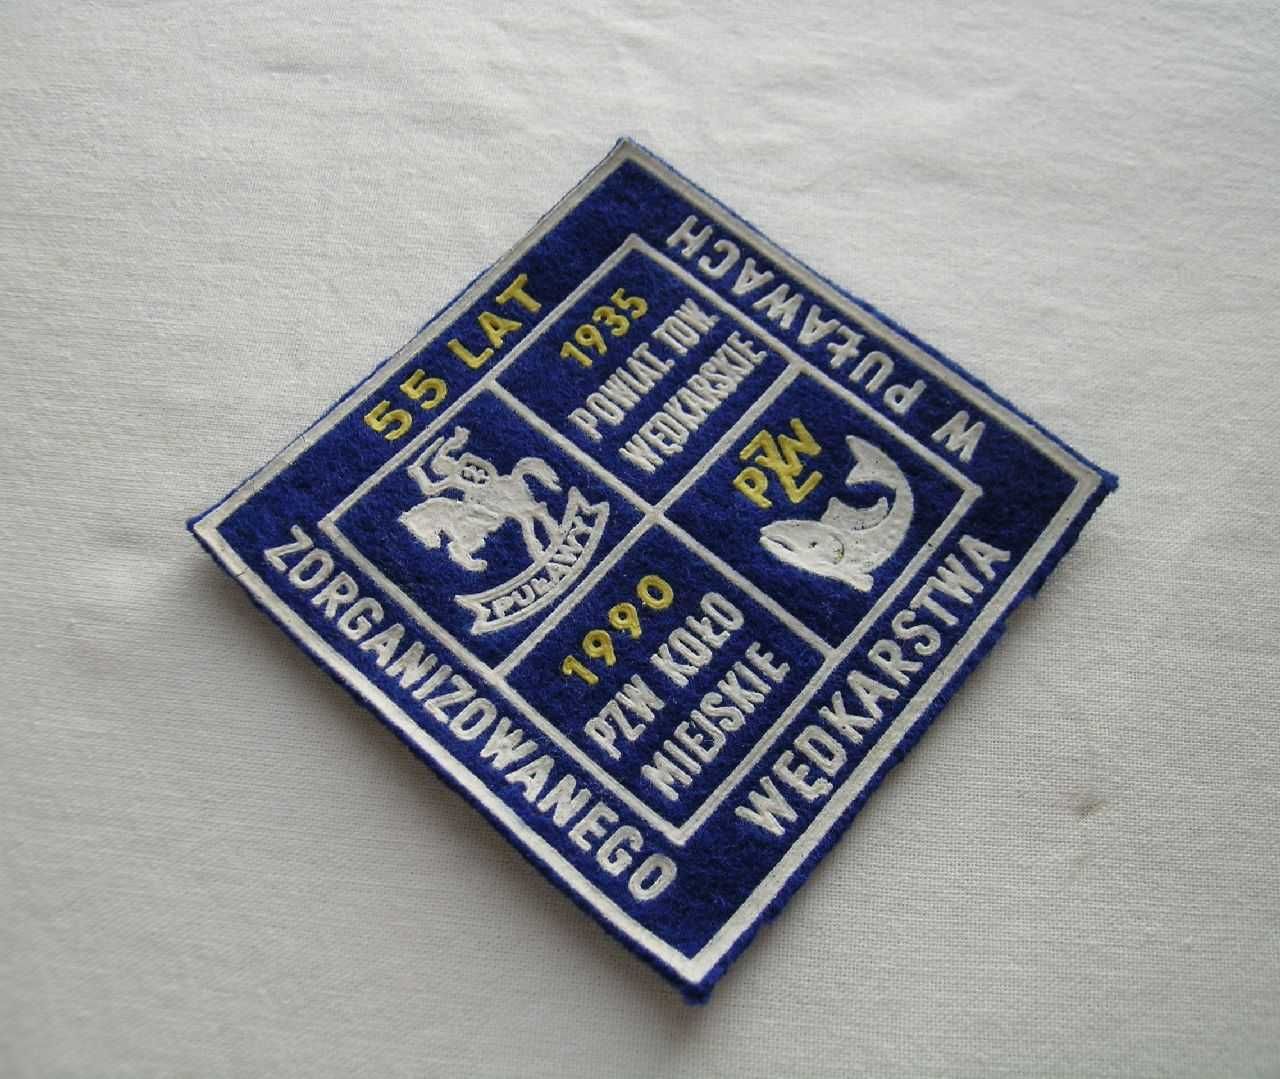 55 LAT
ZORGANIZOWANEGO
WĘDKARSTWA
W PUŁAWACH
1935
POWIAT. TOW.
WĘDKARSKIE
PUŁAWY
PZW
1990
PZW KOŁO
MIEJSKIE